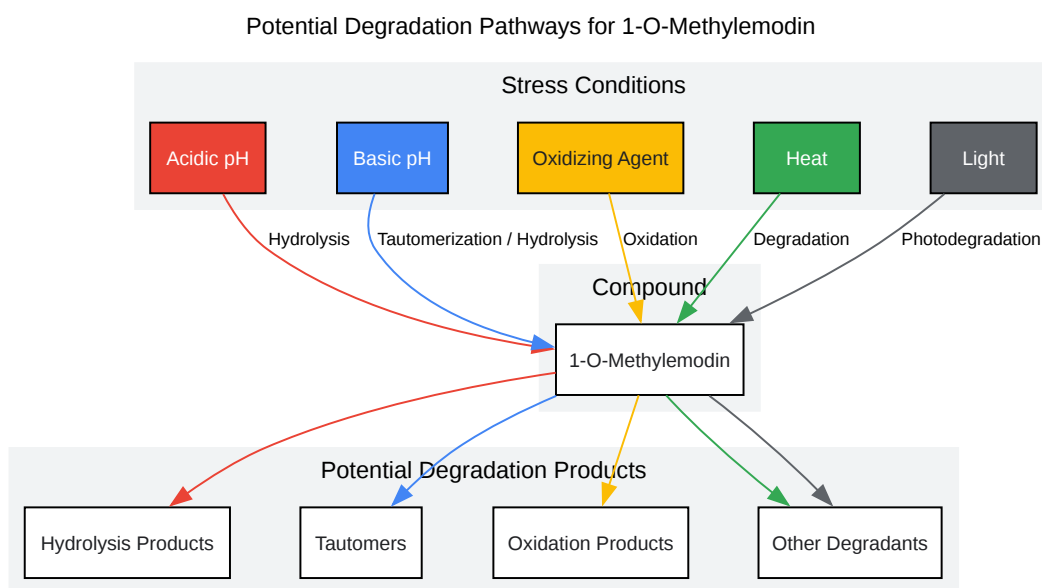 Potential Degradation Pathways for 1-O-Methylemodin
Stress Conditions
Acidic pH
Basic pH
Oxidizing Agent
Heat
Light
Hydrolysis
Tautomerization / Hydrolysis
Oxidation
Degradation
Photodegradation
Compound
1-O-Methylemodin
Potential Degradation Products
Hydrolysis Products
Tautomers
Oxidation Products
Other Degradants